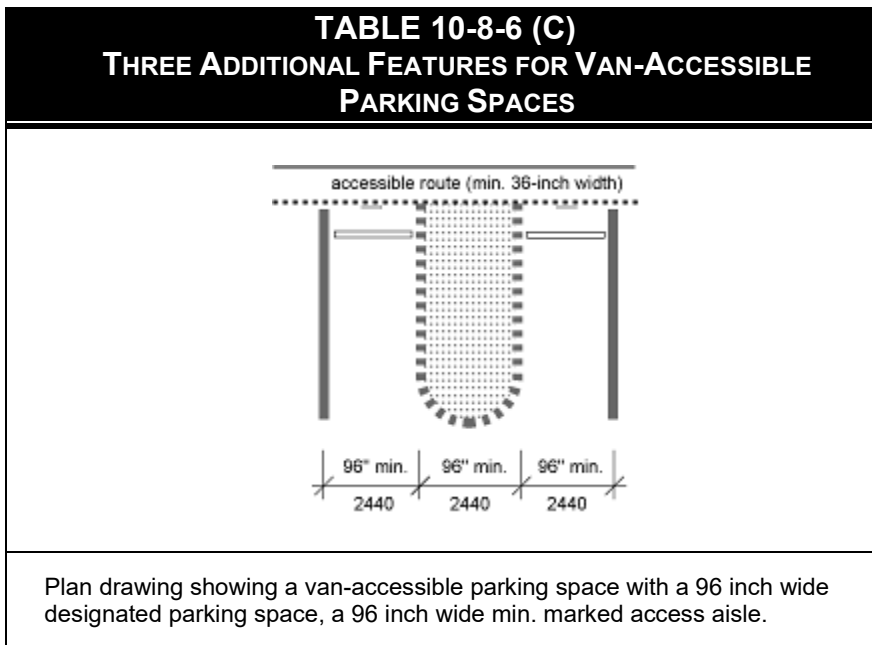 TABLE 10-8-6 (C)
THREE ADDITIONAL FEATURES FOR VAN-ACCESSIBLE
PARKING SPACES
accessible route (min. 36-inch width)
96" min. 96" min. 96" min.
2440 2440 2440
Plan drawing showing a van-accessible parking space with a 96 inch wide
designated parking space, a 96 inch wide min. marked access aisle.